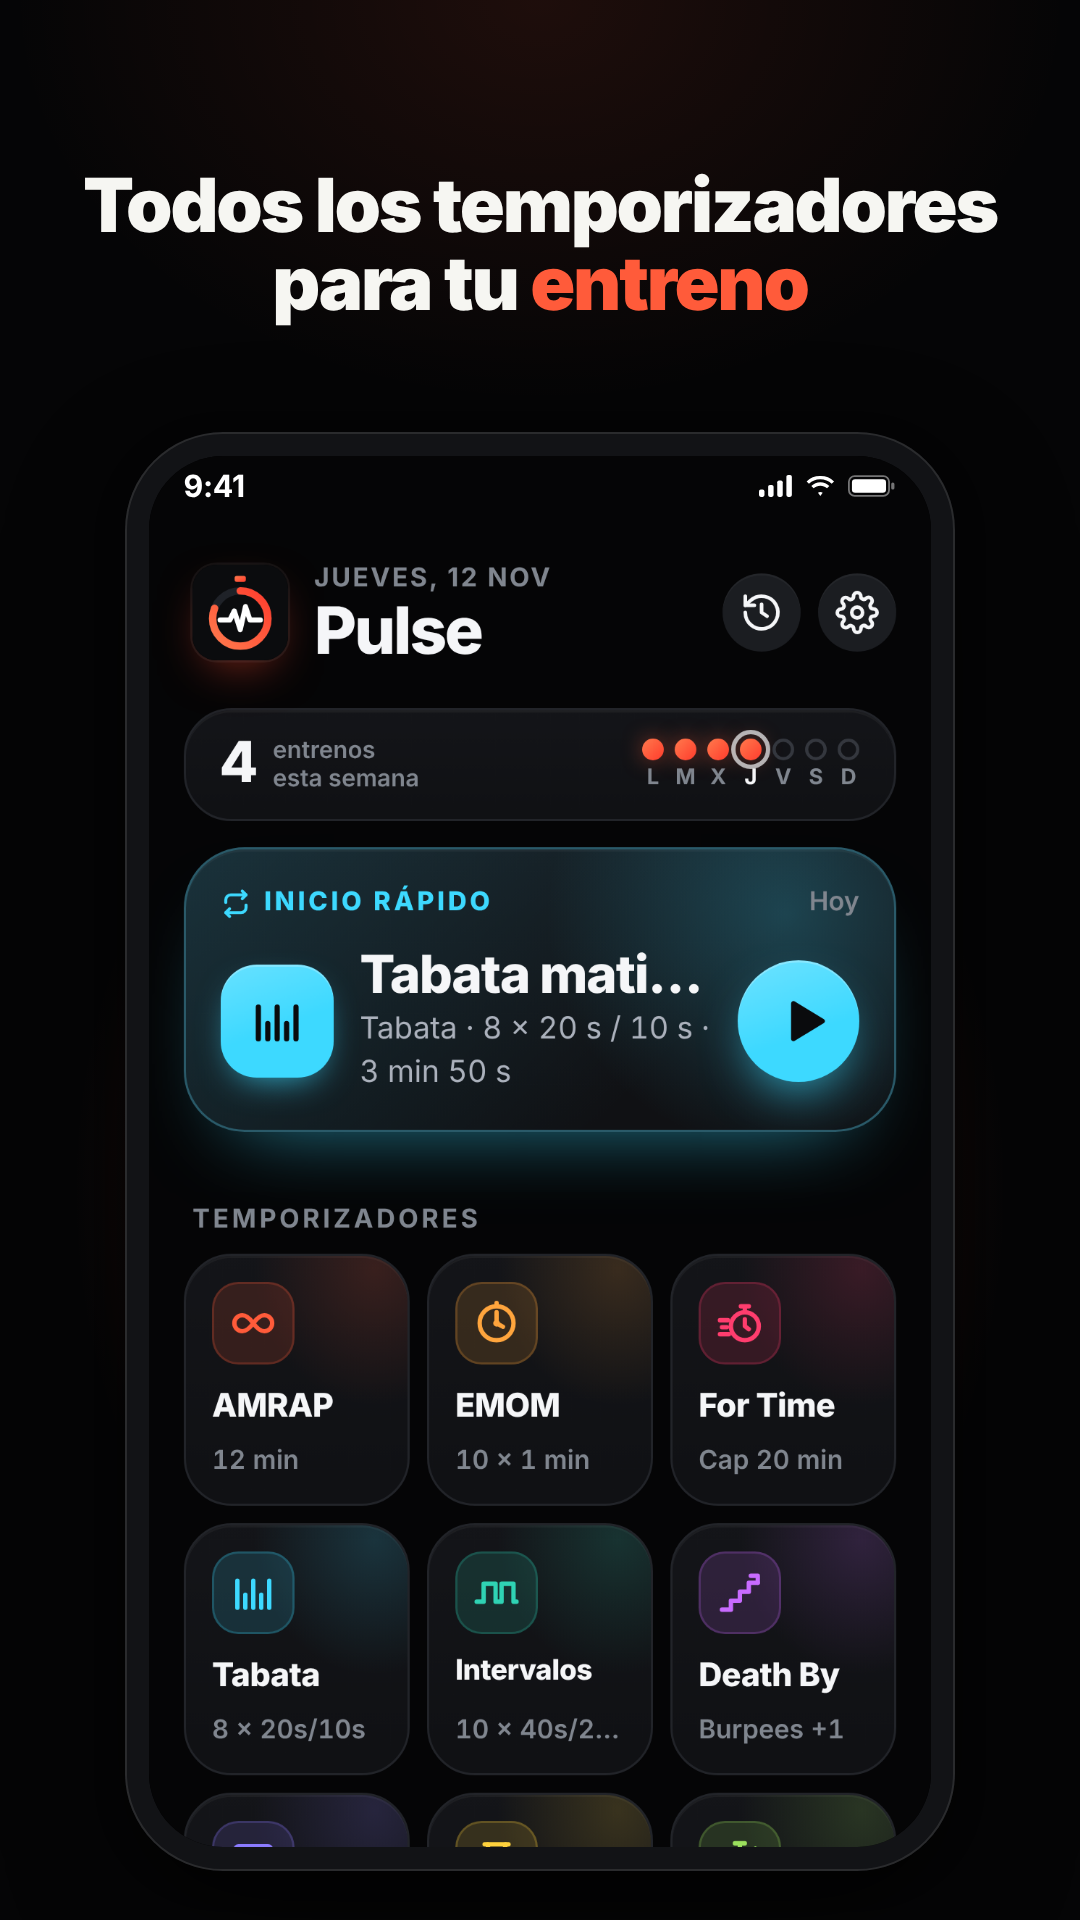 Todos los temporizadores
para tu entreno
9:41
JUEVES, 12 NOV
Pulse
4 entrenos
esta semana
L M X J V S D
INICIO RÁPIDO
Hoy
Tabata mati...
Tabata · 8 × 20 s / 10 s ·
3 min 50 s
TEMPORIZADORES
AMRAP
12 min
EMOM
10 × 1 min
For Time
Cap 20 min
Tabata
8 × 20s/10s
Intervalos
10 × 40s/2...
Death By
Burpees +1